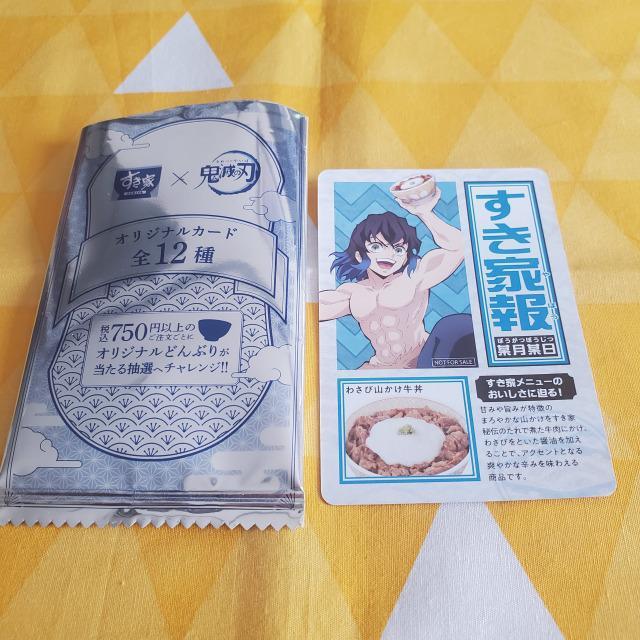 すき家
×
鬼滅の刃
オリジナルカード
全12種
税込750円以上の
ご注文ごとに
オリジナルどんぶりが
当たる抽選へチャレンジ!!
すき家報
ぼうがつぼうじつ
某月某日
NOT FOR SALE
わさび山かけ牛丼
すき家メニューの
おいしさに迫る!
甘みや旨みが特徴の
まろやかな山かけをすき家
秘伝のたれで煮た牛肉にかけ、
わさびをといた醤油を加え
ることで、アクセントとなる
爽やかな辛みを味わえる
商品です。